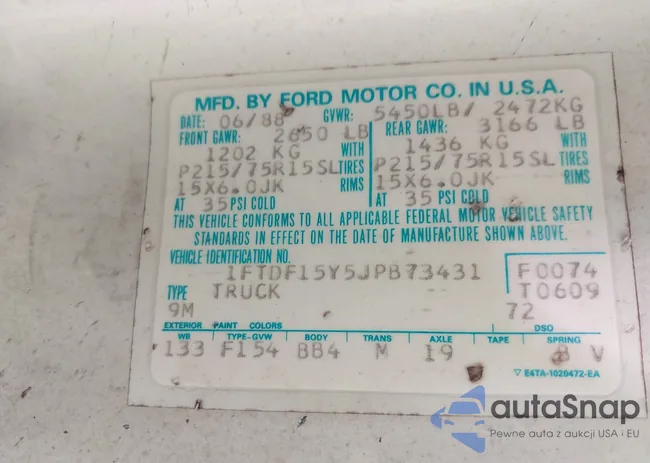 MFD. BY FORD MOTOR CO. IN U.S.A.
DATE: 06/88 GVWR: 5450LB/ 2472KG
FRONT GAWR: 2650 LB REAR GAWR: 3166 LB
1202 KG WITH 1436 KG WITH
P215/75R15SL TIRES P215/75R15SL TIRES
15X6.0JK RIMS 15X6.0JK RIMS
AT 35 PSI COLD AT 35 PSI COLD
THIS VEHICLE CONFORMS TO ALL APPLICABLE FEDERAL MOTOR VEHICLE SAFETY
STANDARDS IN EFFECT ON THE DATE OF MANUFACTURE SHOWN ABOVE.
VEHICLE IDENTIFICATION NO.
1FTDF15Y5JPB73431 F0074
TYPE TRUCK T0609
9M 72
EXTERIOR PAINT COLORS DSO
WB TYPE-GVW BODY TRANS AXLE TAPE SPRING
133 F154 BB4 M 19 V
▽ E4TA-1020472-EA
autaSnap
Pewne auta z aukcji USA i EU